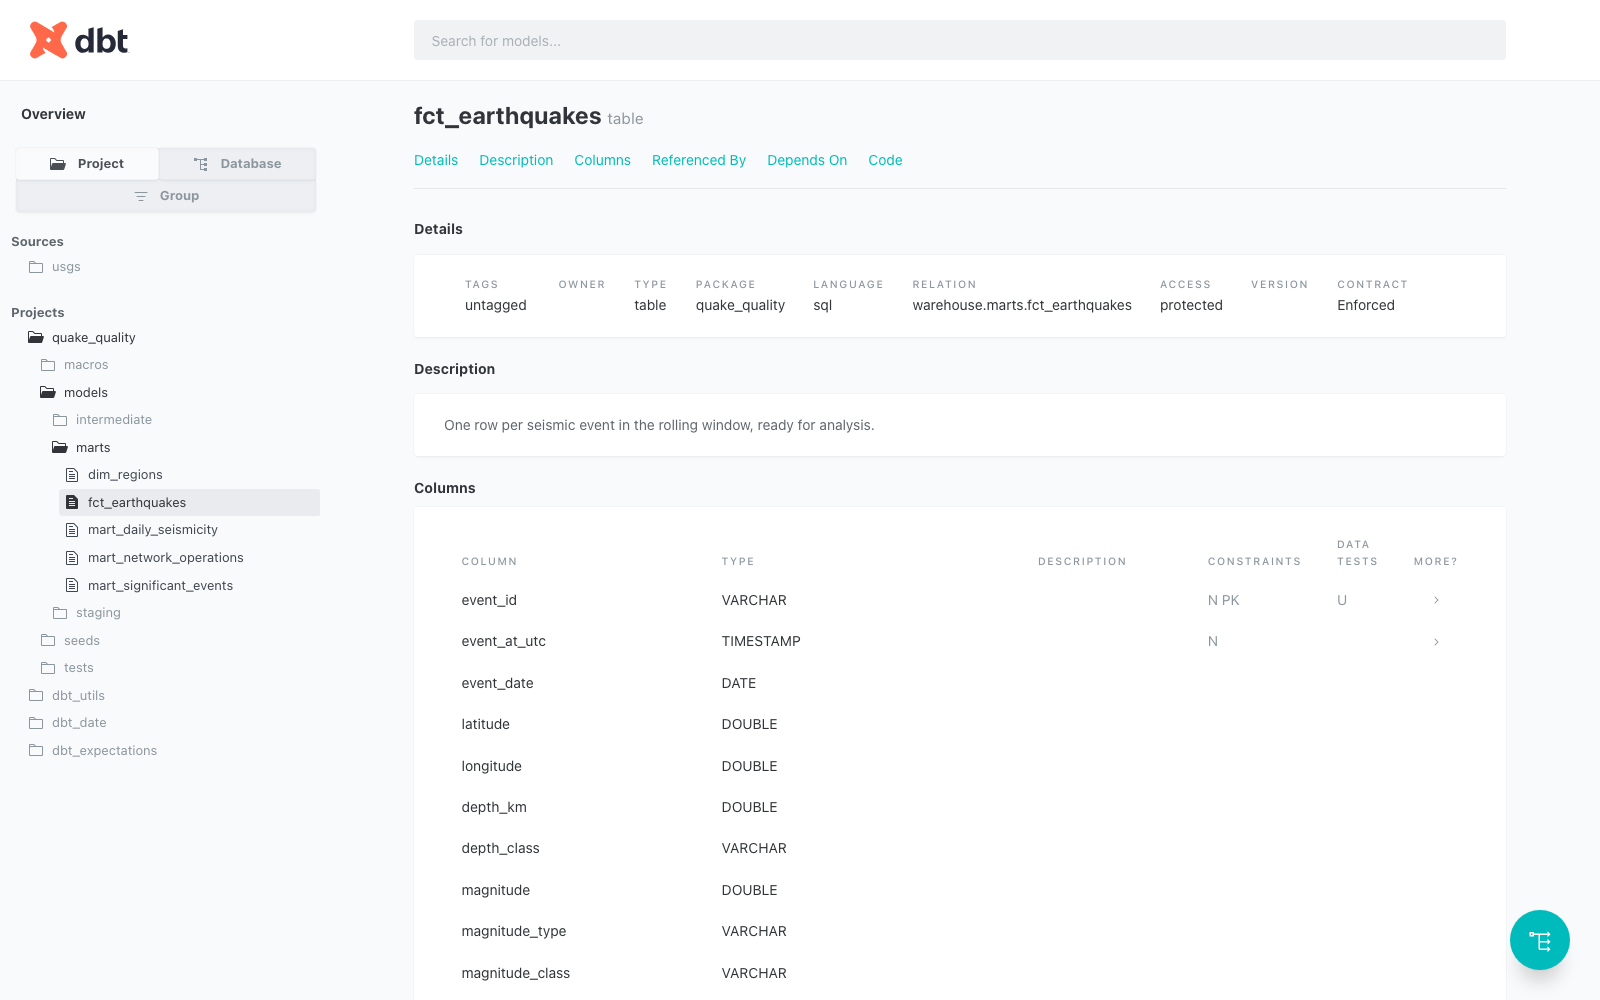 dbt
Search for models...
Overview
Project
Database
Group
Sources
usgs
Projects
quake_quality
macros
models
intermediate
marts
dim_regions
fct_earthquakes
mart_daily_seismicity
mart_network_operations
mart_significant_events
staging
seeds
tests
dbt_utils
dbt_date
dbt_expectations
fct_earthquakes table
Details Description Columns Referenced By Depends On Code
Details
TAGS OWNER TYPE PACKAGE LANGUAGE RELATION ACCESS VERSION CONTRACT
untagged table quake_quality sql warehouse.marts.fct_earthquakes protected Enforced
Description
One row per seismic event in the rolling window, ready for analysis.
Columns
COLUMN TYPE DESCRIPTION CONSTRAINTS DATA TESTS MORE?
event_id VARCHAR N PK U
event_at_utc TIMESTAMP N
event_date DATE
latitude DOUBLE
longitude DOUBLE
depth_km DOUBLE
depth_class VARCHAR
magnitude DOUBLE
magnitude_type VARCHAR
magnitude_class VARCHAR